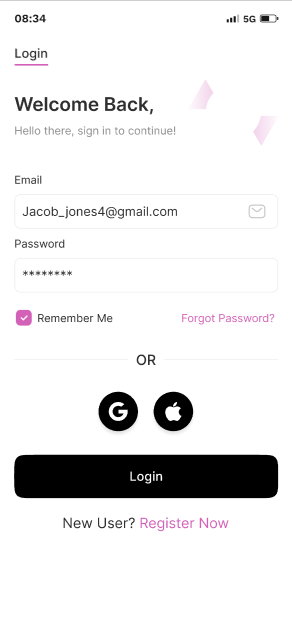 08:34 5G
Login
Welcome Back,
Hello there, sign in to continue!
Email
Jacob_jones4@gmail.com
Password
********
Remember Me Forgot Password?
OR
G
Login
New User? Register Now